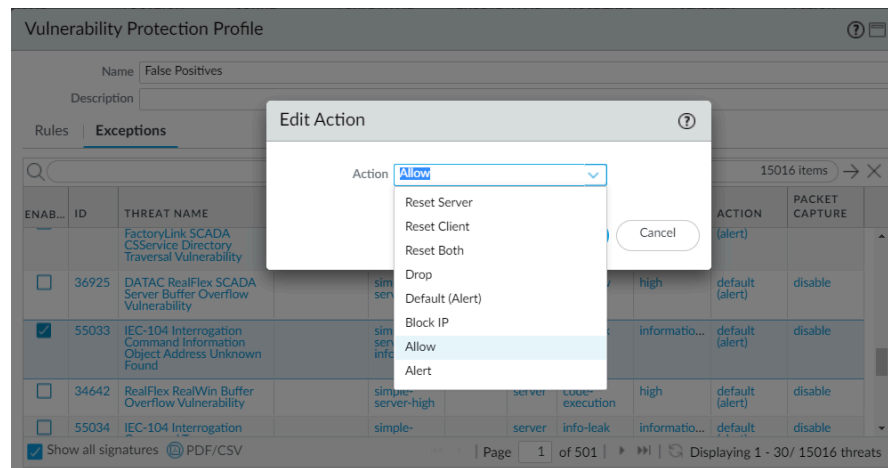 Vulnerability Protection Profile
Name False Positives
Description
Rules | Exceptions
15016 items
ENAB... ID THREAT NAME ACTION PACKET CAPTURE
FactoryLink SCADA CSService Directory Traversal Vulnerability (alert)
36925 DATAC RealFlex SCADA Server Buffer Overflow Vulnerability high default (alert) disable
55033 IEC-104 Interrogation Command Information Object Address Unknown Found informatio... default (alert) disable
34642 RealFlex RealWin Buffer Overflow Vulnerability simple-server-high server code-execution high default (alert) disable
55034 IEC-104 Interrogation simple- server info-leak informatio... default disable
Show all signatures PDF/CSV Page 1 of 501 Displaying 1 - 30/ 15016 threats
Edit Action
Action Allow
Reset Server
Reset Client
Reset Both
Drop
Default (Alert)
Block IP
Allow
Alert
Cancel